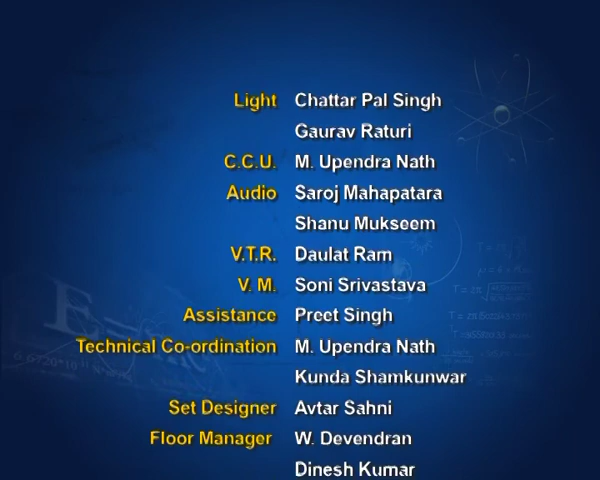 Light Chattar Pal Singh
Gaurav Raturi
C.C.U. M. Upendra Nath
Audio Saroj Mahapatara
Shanu Mukseem
V.T.R. Daulat Ram
V. M. Soni Srivastava
Assistance Preet Singh
Technical Co-ordination M. Upendra Nath
Kunda Shamkunwar
Set Designer Avtar Sahni
Floor Manager W. Devendran
Dinesh Kumar